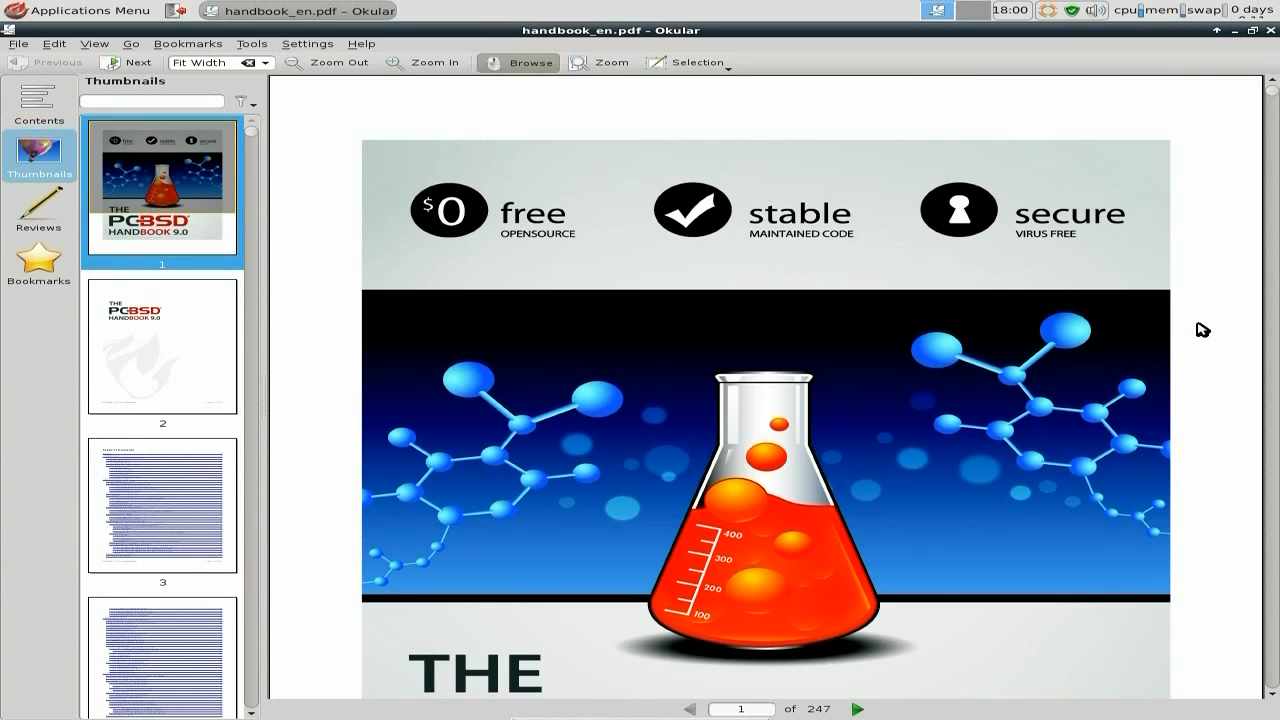 Applications Menu
handbook_en.pdf – Okular
18:00
cpu
mem
swap
0 days
handbook_en.pdf – Okular
File Edit View Go Bookmarks Tools Settings Help
Previous Next Fit Width Zoom Out Zoom In Browse Zoom Selection
Thumbnails
Contents
Thumbnails
Reviews
Bookmarks
free
stable
secure
THE
PCBSD
HANDBOOK 9.0
1
THE
PCBSD
HANDBOOK 9.0
2
3
$0 free
OPENSOURCE
stable
MAINTAINED CODE
secure
VIRUS FREE
400
300
200
100
THE
1 of 247